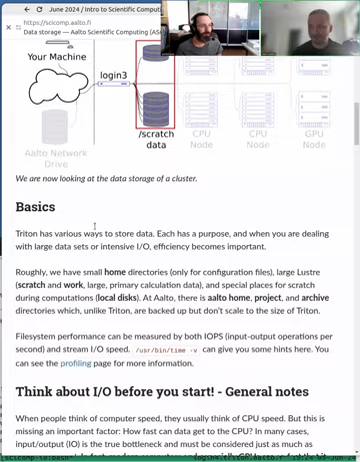 June 2024 / Intro to Scientific Comput
https://scicomp.aalto.fi
Data storage — Aalto Scientific Computing (AS
Your Machine
login3
/scratch
data
CPU
Node
CPU
Node
GPU
Node
Aalto Network
Drive
We are now looking at the data storage of a cluster.
Basics
Triton has various ways to store data. Each has a purpose, and when you are dealing
with large data sets or intensive I/O, efficiency becomes important.
Roughly, we have small home directories (only for configuration files), large Lustre
(scratch and work, large, primary calculation data), and special places for scratch
during computations (local disks). At Aalto, there is aalto home, project, and archive
directories which, unlike Triton, are backed up but don't scale to the size of Triton.
Filesystem performance can be measured by both IOPS (input-output operations per
second) and stream I/O speed. /usr/bin/time -v can give you some hints here. You
can see the profiling page for more information.
Think about I/O before you start! - General notes
When people think of computer speed, they usually think of CPU speed. But this is
missing an important factor: How fast can data get to the CPU? In many cases,
input/output (IO) is the true bottleneck and must be considered just as much as